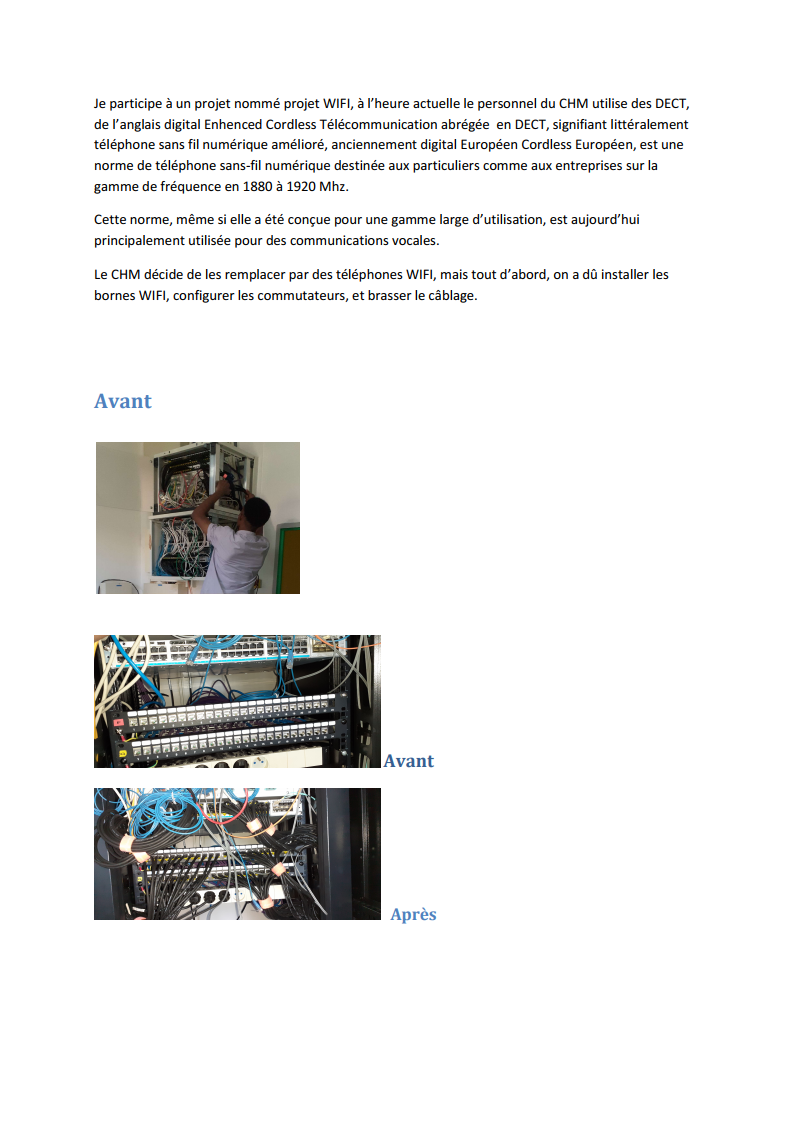 Je participe à un projet nommé projet WIFI, à l’heure actuelle le personnel du CHM utilise des DECT,
de l’anglais digital Enhenced Cordless Télécommunication abrégée  en DECT, signifiant littéralement
téléphone sans fil numérique amélioré, anciennement digital Européen Cordless Européen, est une
norme de téléphone sans-fil numérique destinée aux particuliers comme aux entreprises sur la
gamme de fréquence en 1880 à 1920 Mhz.
Cette norme, même si elle a été conçue pour une gamme large d’utilisation, est aujourd’hui
principalement utilisée pour des communications vocales.
Le CHM décide de les remplacer par des téléphones WIFI, mais tout d’abord, on a dû installer les
bornes WIFI, configurer les commutateurs, et brasser le câblage.
Avant
Avant
Après